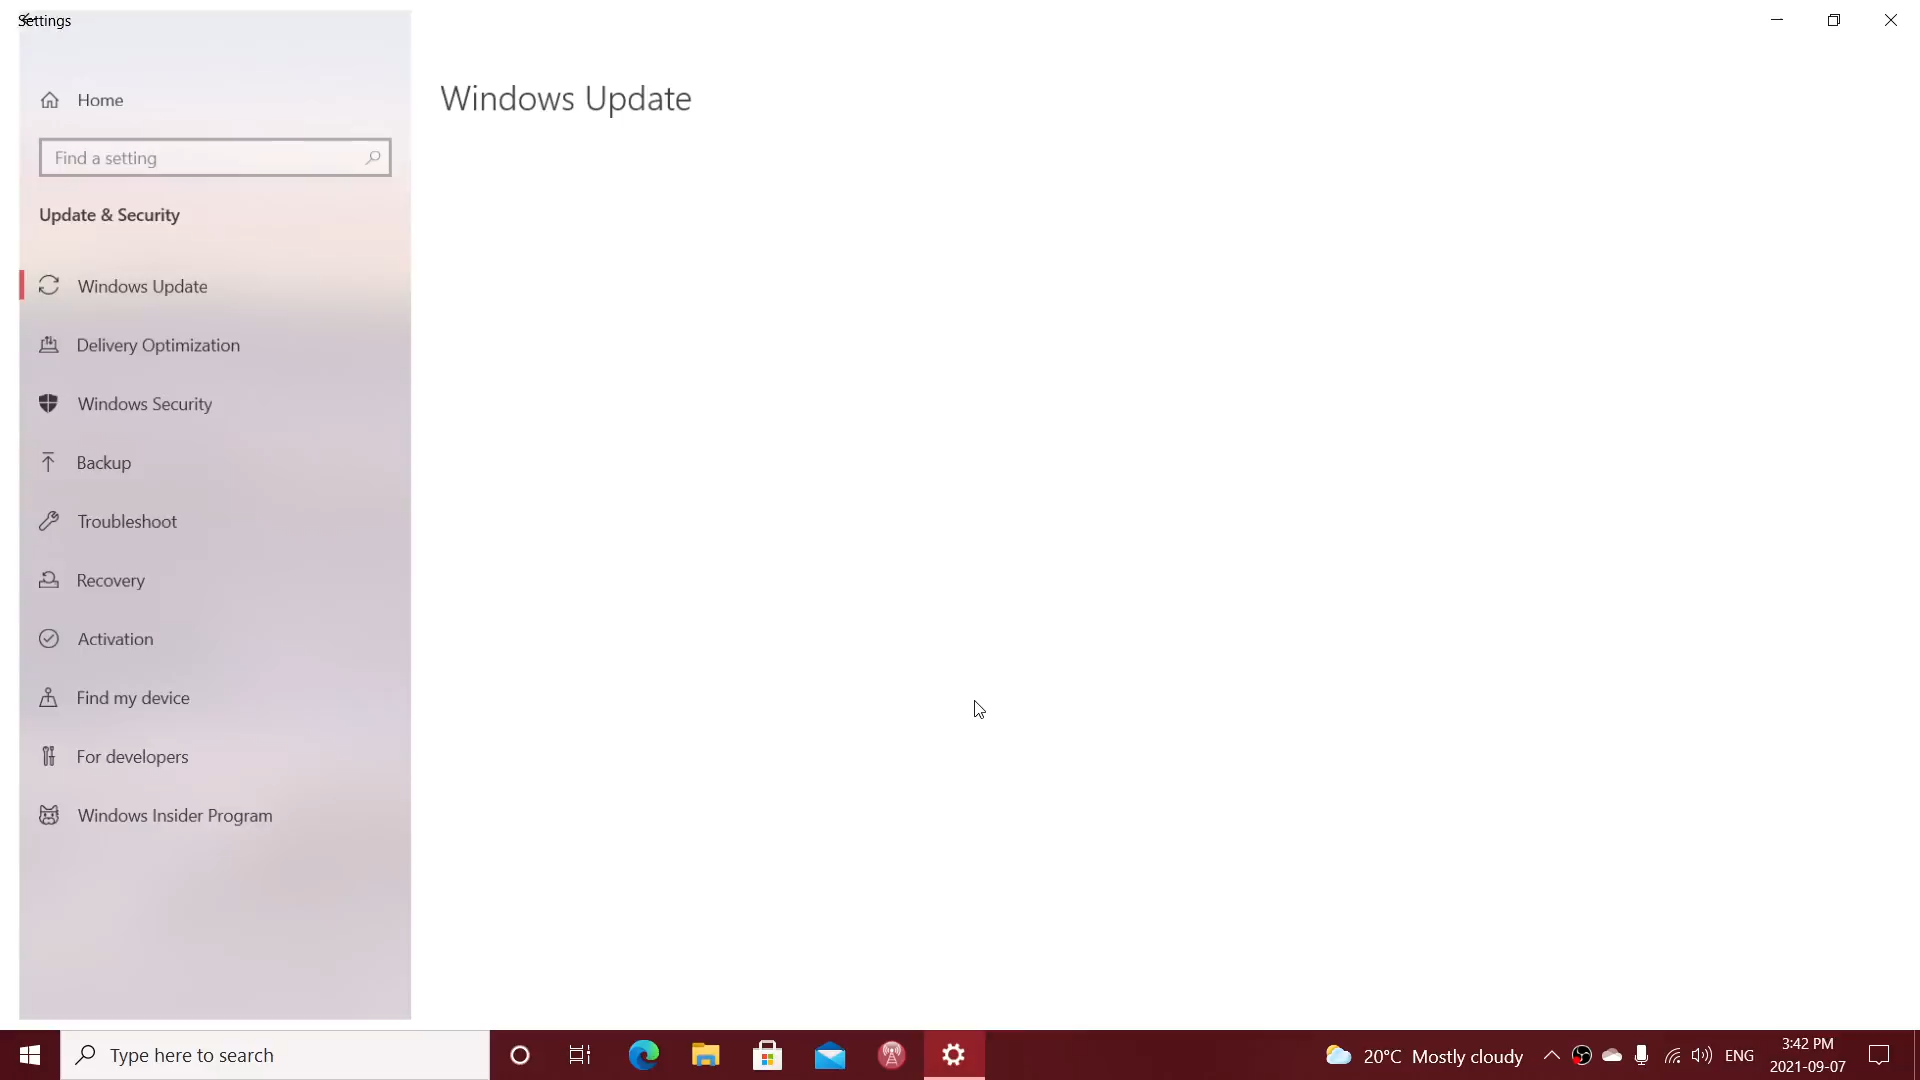 Settings
Home
Windows Update
Find a setting
Update & Security
Windows Update
Delivery Optimization
Windows Security
Backup
Troubleshoot
Recovery
Activation
Find my device
For developers
Windows Insider Program
Type here to search
20°C Mostly cloudy
ENG
3:42 PM
2021-09-07